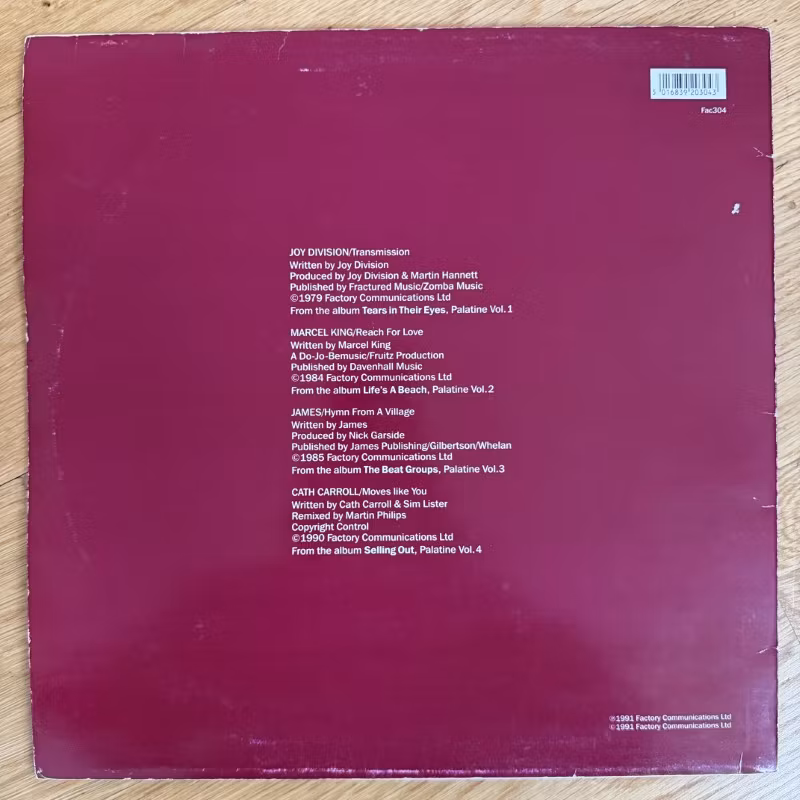 5 016839 203043
Fac304
JOY DIVISION/Transmission
Written by Joy Division
Produced by Joy Division & Martin Hannett
Published by Fractured Music/Zomba Music
©1979 Factory Communications Ltd
From the album Tears in Their Eyes, Palatine Vol.1
MARCEL KING/Reach For Love
Written by Marcel King
A Do-Jo-Bemusic/Fruitz Production
Published by Davenhall Music
©1984 Factory Communications Ltd
From the album Life's A Beach, Palatine Vol.2
JAMES/Hymn From A Village
Written by James
Produced by Nick Garside
Published by James Publishing/Gilbertson/Whelan
©1985 Factory Communications Ltd
From the album The Beat Groups, Palatine Vol.3
CATH CARROLL/Moves like You
Written by Cath Carroll & Sim Lister
Remixed by Martin Philips
Copyright Control
©1990 Factory Communications Ltd
From the album Selling Out, Palatine Vol.4
℗1991 Factory Communications Ltd
©1991 Factory Communications Ltd